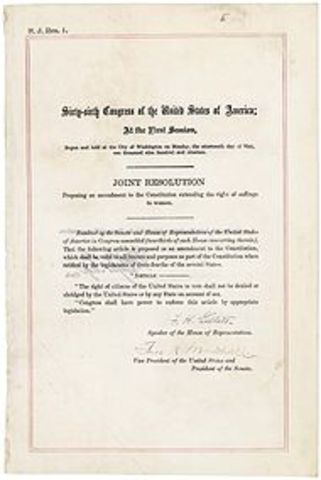 H. J. Res. 1.
Sixty-sixth Congress of the United States of America;
At the First Session,
Begun and held at the City of Washington on Monday, the nineteenth day of May,
one thousand nine hundred and nineteen.
JOINT RESOLUTION
Proposing an amendment to the Constitution extending the right of suffrage
to women.
Resolved by the Senate and House of Representatives of the United States
of America in Congress assembled (two-thirds of each House concurring therein),
That the following article is proposed as an amendment to the Constitution,
which shall be valid to all intents and purposes as part of the Constitution when
ratified by the legislatures of three-fourths of the several States.
"ARTICLE
"The right of citizens of the United States to vote shall not be denied or
abridged by the United States or by any State on account of sex.
"Congress shall have power to enforce this article by appropriate
legislation."
F. H. Gillett
Speaker of the House of Representatives.
Thos. R. Marshall
Vice President of the United States and
President of the Senate.